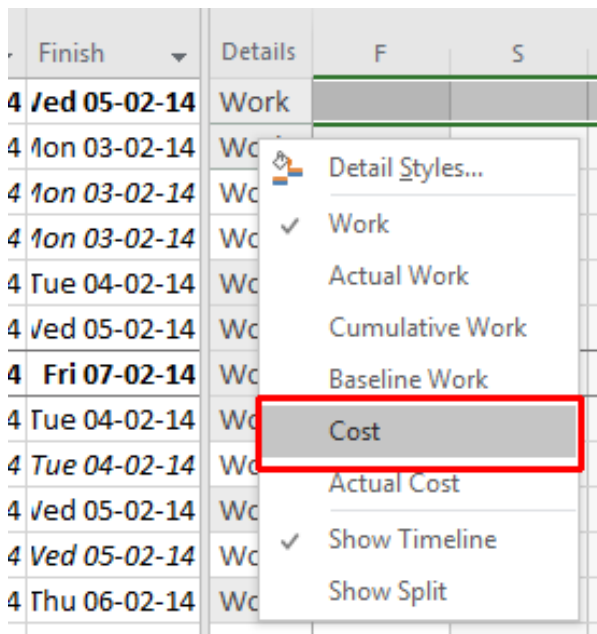 Finish Details F S
4 Wed 05-02-14 Work
4 Mon 03-02-14 Wo
4 Mon 03-02-14 Wo
4 Mon 03-02-14 Wo
4 Tue 04-02-14 Wo
4 Wed 05-02-14 Wo
4 Fri 07-02-14 Wo
4 Tue 04-02-14 Wo
4 Tue 04-02-14 Wo
4 Wed 05-02-14 Wo
4 Wed 05-02-14 Wo
4 Thu 06-02-14 Wo
Detail Styles...
Work
Actual Work
Cumulative Work
Baseline Work
Cost
Actual Cost
Show Timeline
Show Split